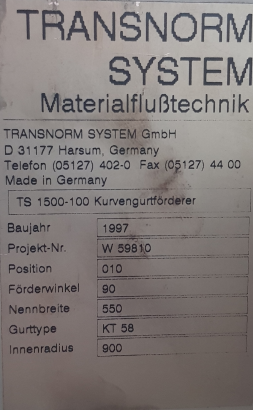 TRANSNORM
SYSTEM
Materialflußtechnik
TRANSNORM SYSTEM GmbH
D 31177 Harsum, Germany
Telefon (05127) 402-0 Fax (05127) 44 00
Made in Germany
TS 1500-100 Kurvengurtförderer
Baujahr 1997
Projekt-Nr. W 59810
Position 010
Förderwinkel 90
Nennbreite 550
Gurttype KT 58
Innenradius 900